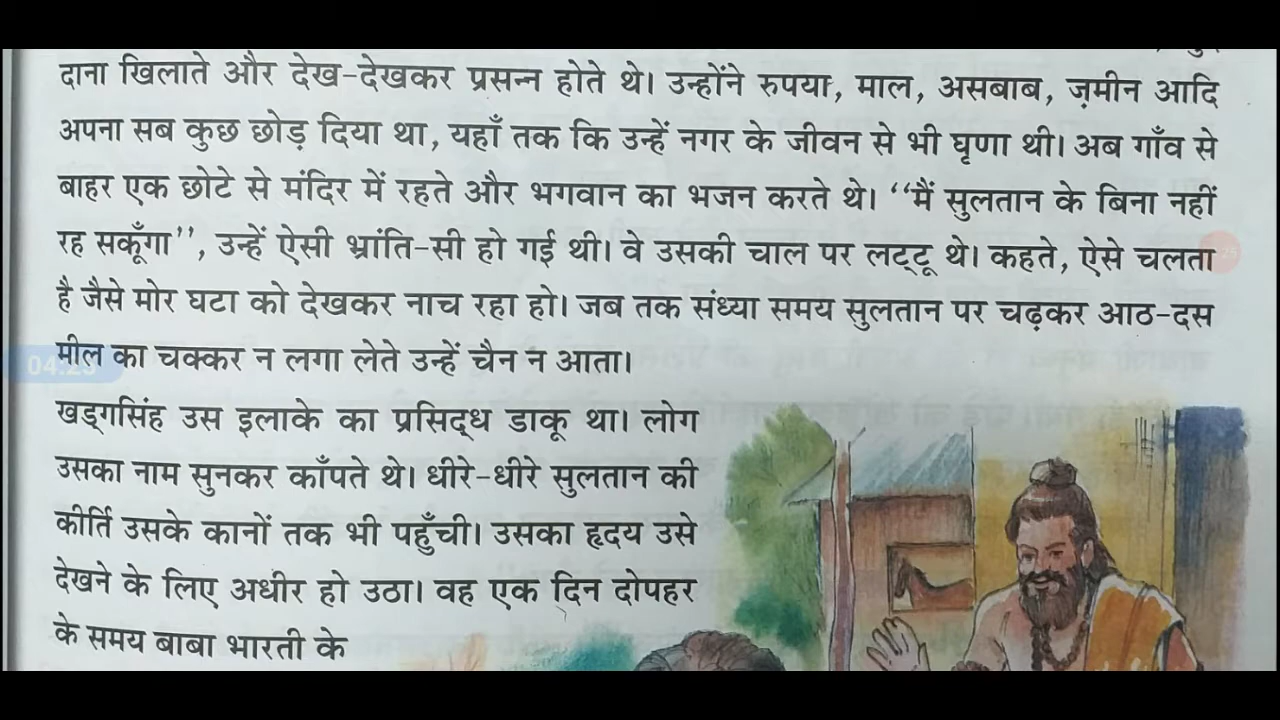 दाना खिलाते और देख-देखकर प्रसन्न होते थे। उन्होंने रुपया, माल, असबाब, ज़मीन आदि
अपना सब कुछ छोड़ दिया था, यहाँ तक कि उन्हें नगर के जीवन से भी घृणा थी। अब गाँव से
बाहर एक छोटे से मंदिर में रहते और भगवान का भजन करते थे। “मैं सुलतान के बिना नहीं
रह सकूँगा”, उन्हें ऐसी भ्रांति-सी हो गई थी। वे उसकी चाल पर लट्टू थे। कहते, ऐसे चलता
है जैसे मोर घटा को देखकर नाच रहा हो। जब तक संध्या समय सुलतान पर चढ़कर आठ-दस
मील का चक्कर न लगा लेते उन्हें चैन न आता।
खड्गसिंह उस इलाके का प्रसिद्ध डाकू था। लोग
उसका नाम सुनकर काँपते थे। धीरे-धीरे सुलतान की
कीर्ति उसके कानों तक भी पहुँची। उसका हृदय उसे
देखने के लिए अधीर हो उठा। वह एक दिन दोपहर
के समय बाबा भारती के